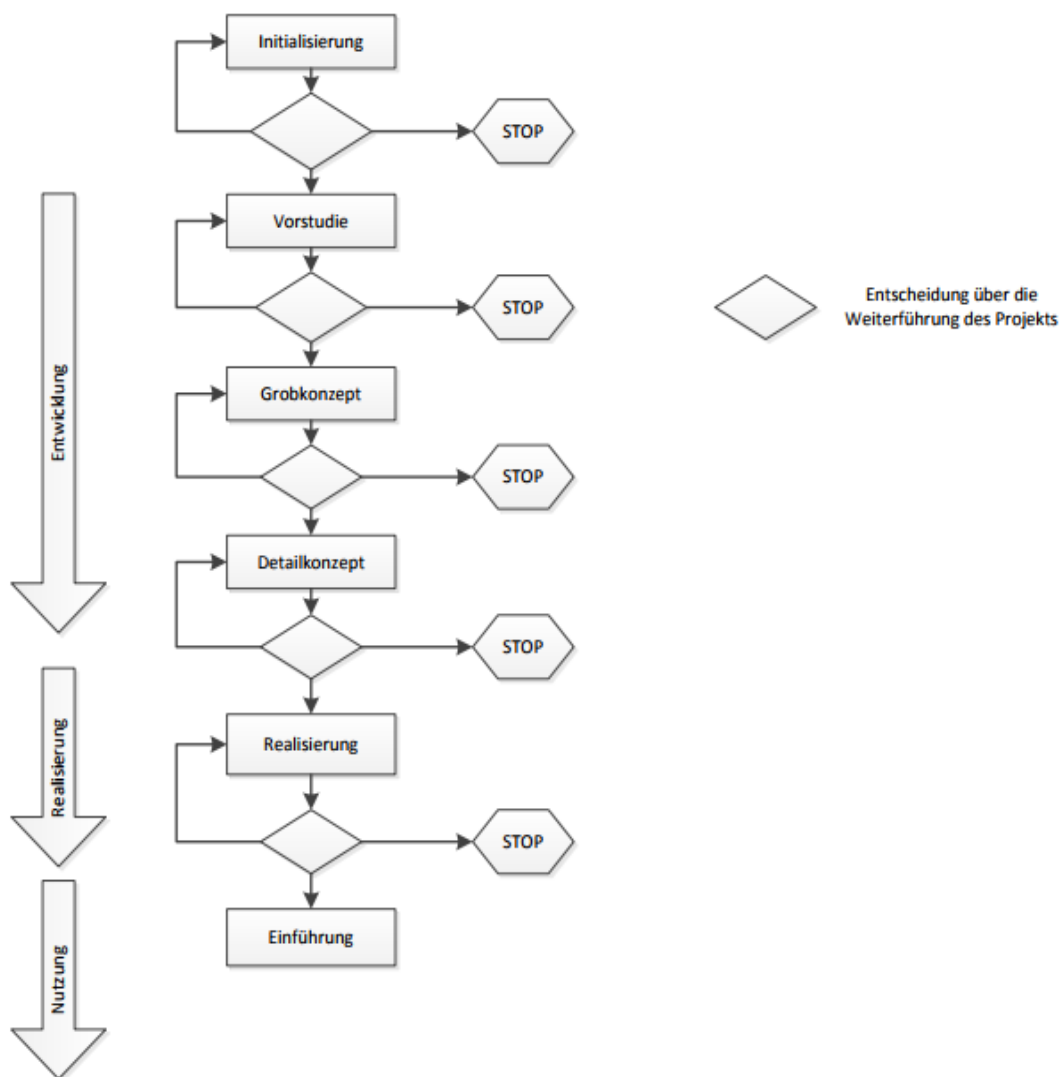 Initialisierung
STOP
Vorstudie
STOP
Entscheidung über die
Weiterführung des Projekts
Grobkonzept
STOP
Entwicklung
Detailkonzept
STOP
Realisierung
Realisierung
STOP
Einführung
Nutzung